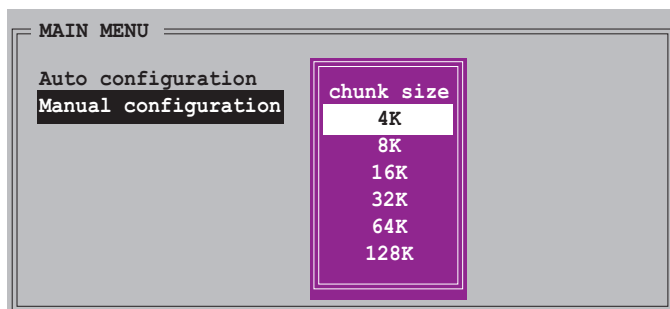 MAIN MENU
Auto configuration
Manual configuration
chunk size
4K
8K
16K
32K
64K
128K